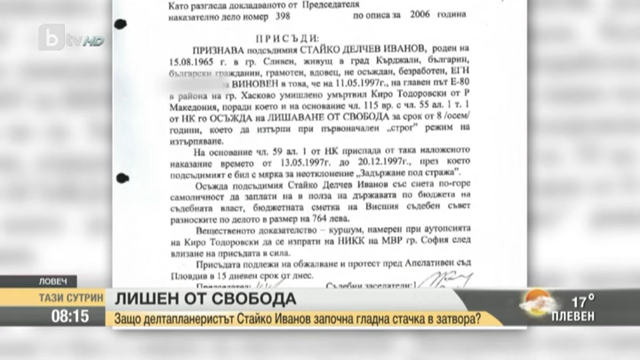 bTV HD
Като разгледа докладваното от Председателя
наказателно дело номер 398 по описа за 2006 година
П Р И С Ъ Д И :
ПРИЗНАВА подсъдимия СТАЙКО ДЕЛЧЕВ ИВАНОВ, роден на
15.08.1965 г. в гр. Сливен, живущ в град Кърджали, българин,
български гражданин, грамотен, вдовец, не осъждан, безработен, ЕГН
ВИНОВЕН в това, че на 11.05.1997г., на главен път Е-80
в района на гр. Хасково умишлено умъртвил Киро Тодоровски от Р
Македония, поради което и на основание чл. 115 вр. с чл. 55 ал. 1 т. 1
от НК го ОСЪЖДА на ЛИШАВАНЕ ОТ СВОБОДА за срок от 8 /осем/
години, което да изтърпи при първоначален „строг" режим на
изтърпяване.
На основание чл. 59 ал. 1 от НК приспада от така наложеното
наказание времето от 13.05.1997г. до 20.12.1997г., през което
подсъдимият е бил с мярка за неотклонение „Задържане под стража".
Осъжда подсъдимия Стайко Делчев Иванов със снета по-горе
самоличност да заплати на в полза на държавата по бюджета на
съдебната власт, бюджетната сметка на Висшия съдебен съвет
разноските по делото в размер на 764 лева.
Веществените доказателство - куршум, намерен при аутопсията
на Киро Тодоровски да се изпрати на НИКК на МВР гр. София след
влизане на присъдата в сила.
Присъдата подлежи на обжалване и протест пред Апелативен съд
Пловдив в 15 дневен срок от днес.
Съдебни заседатели:
ЛОВЕЧ
ТАЗИ СУТРИН
08:15
ЛИШЕН ОТ СВОБОДА
Защо делтапланеристът Стайко Иванов започна гладна стачка в затвора?
17°
ПЛЕВЕН